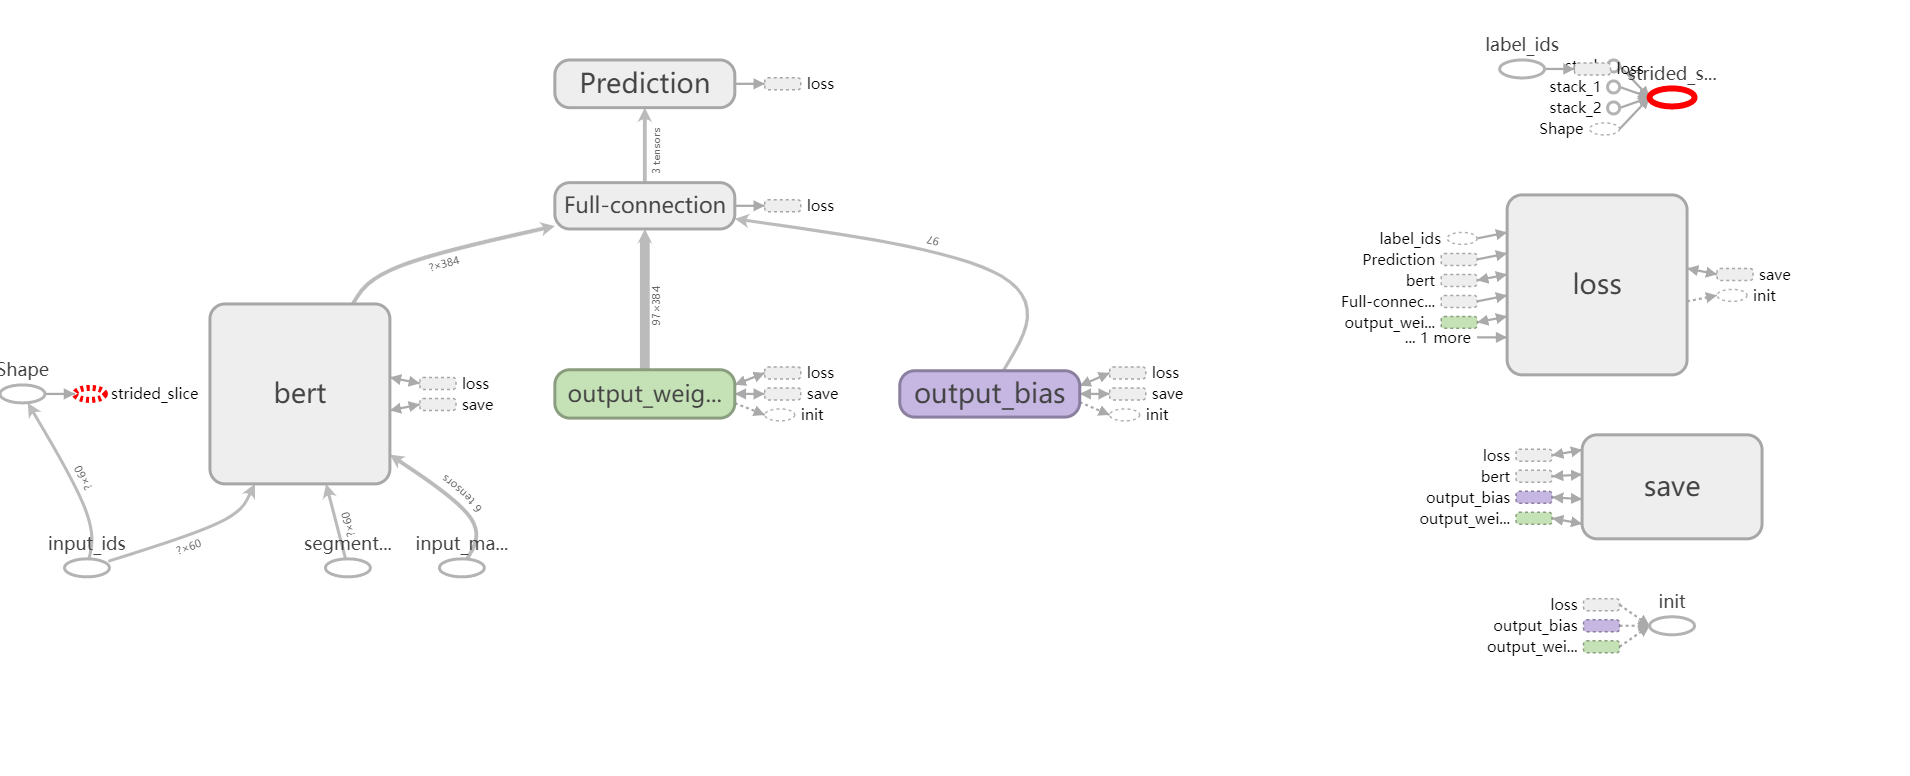 Prediction
loss
3 tensors
Full-connection
loss
?×384
97×384
97
bert
loss
save
Shape
strided_slice
output_weig...
loss
save
init
output_bias
loss
save
init
?×60
?×60
?×60
6 tensors
input_ids
segment...
input_ma...
label_ids
loss
strided_s...
stack_1
stack_2
Shape
label_ids
Prediction
bert
Full-connec...
output_wei...
... 1 more
loss
save
init
loss
bert
output_bias
output_wei...
save
loss
output_bias
output_wei...
init